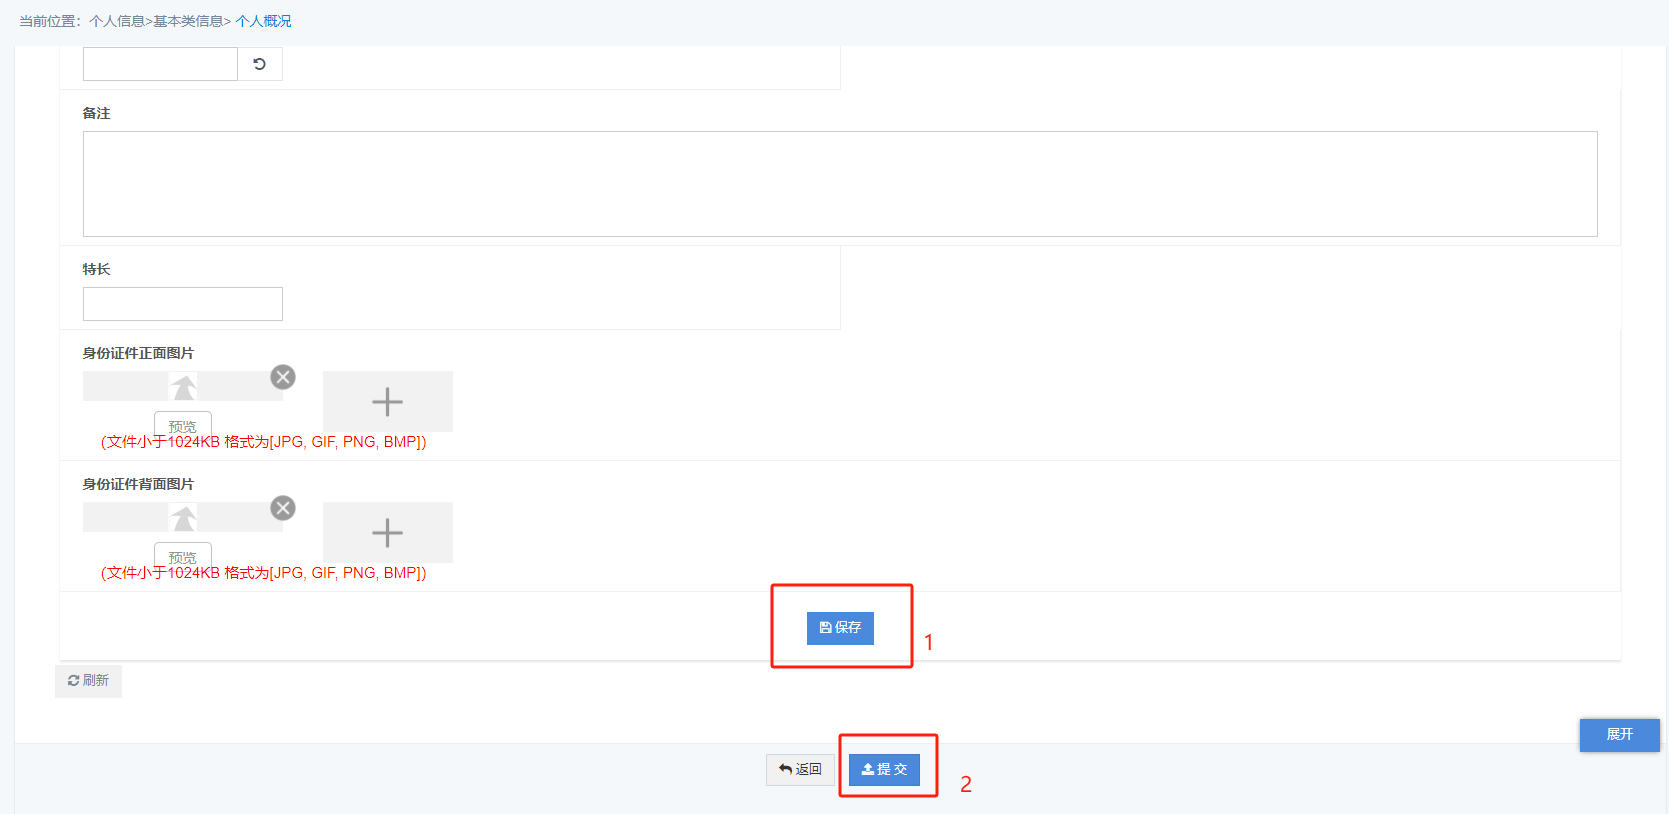 当前位置：个人信息>基本类信息> 个人概况
备注
特长
身份证件正面图片
预览
(文件小于1024KB 格式为[JPG, GIF, PNG, BMP])
身份证件背面图片
预览
(文件小于1024KB 格式为[JPG, GIF, PNG, BMP])
保存
1
刷新
展开
返回
提 交
2